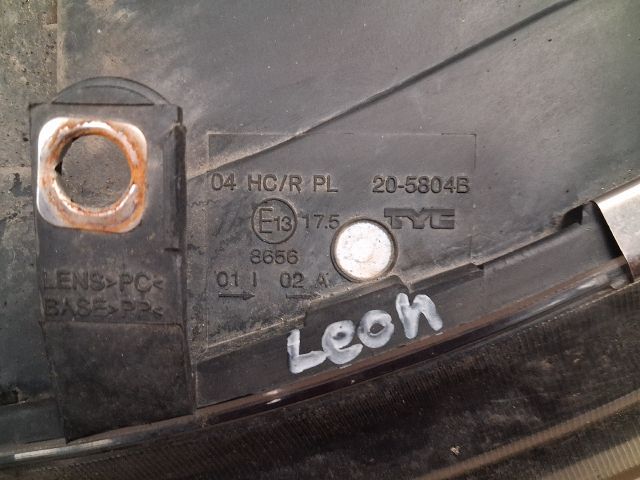 04 HC/R PL 20-5804B
E13 17.5 TYC
8656
01 I 02 A
LENS>PC<
BASE>PP<
Leon